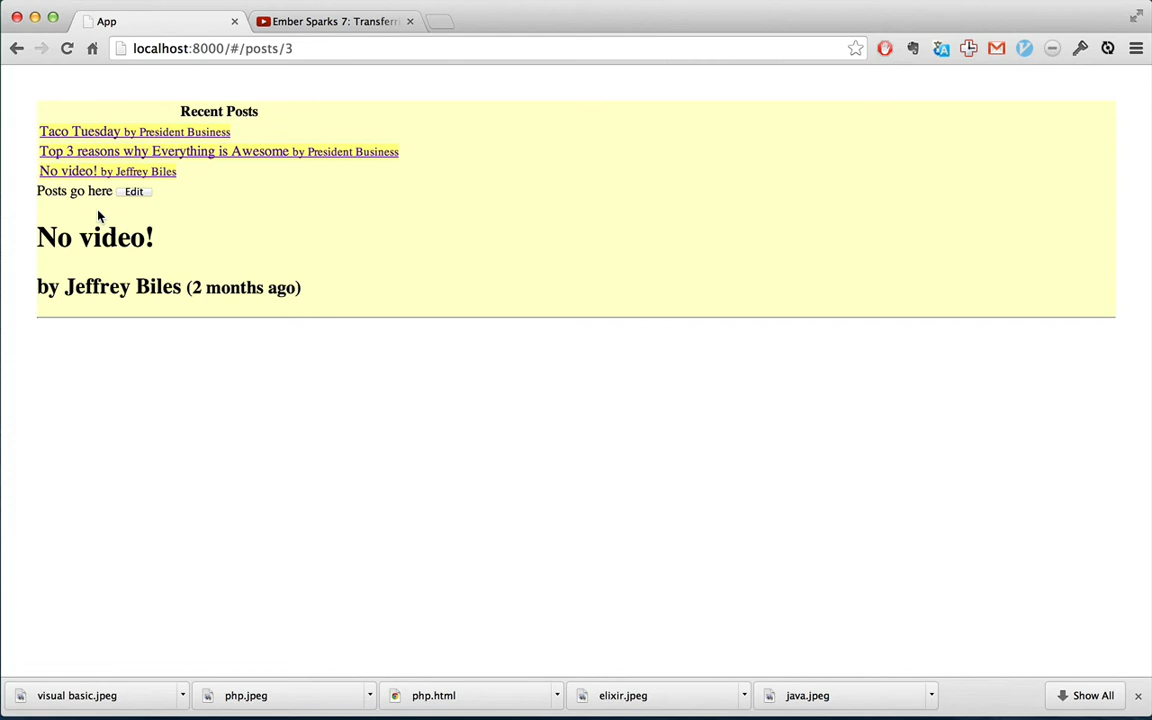 App
Ember Sparks 7: Transferri
localhost:8000/#/posts/3
Recent Posts
Taco Tuesday by President Business
Top 3 reasons why Everything is Awesome by President Business
No video! by Jeffrey Biles
Posts go here Edit
No video!
by Jeffrey Biles (2 months ago)
visual basic.jpeg
php.jpeg
php.html
elixir.jpeg
java.jpeg
Show All